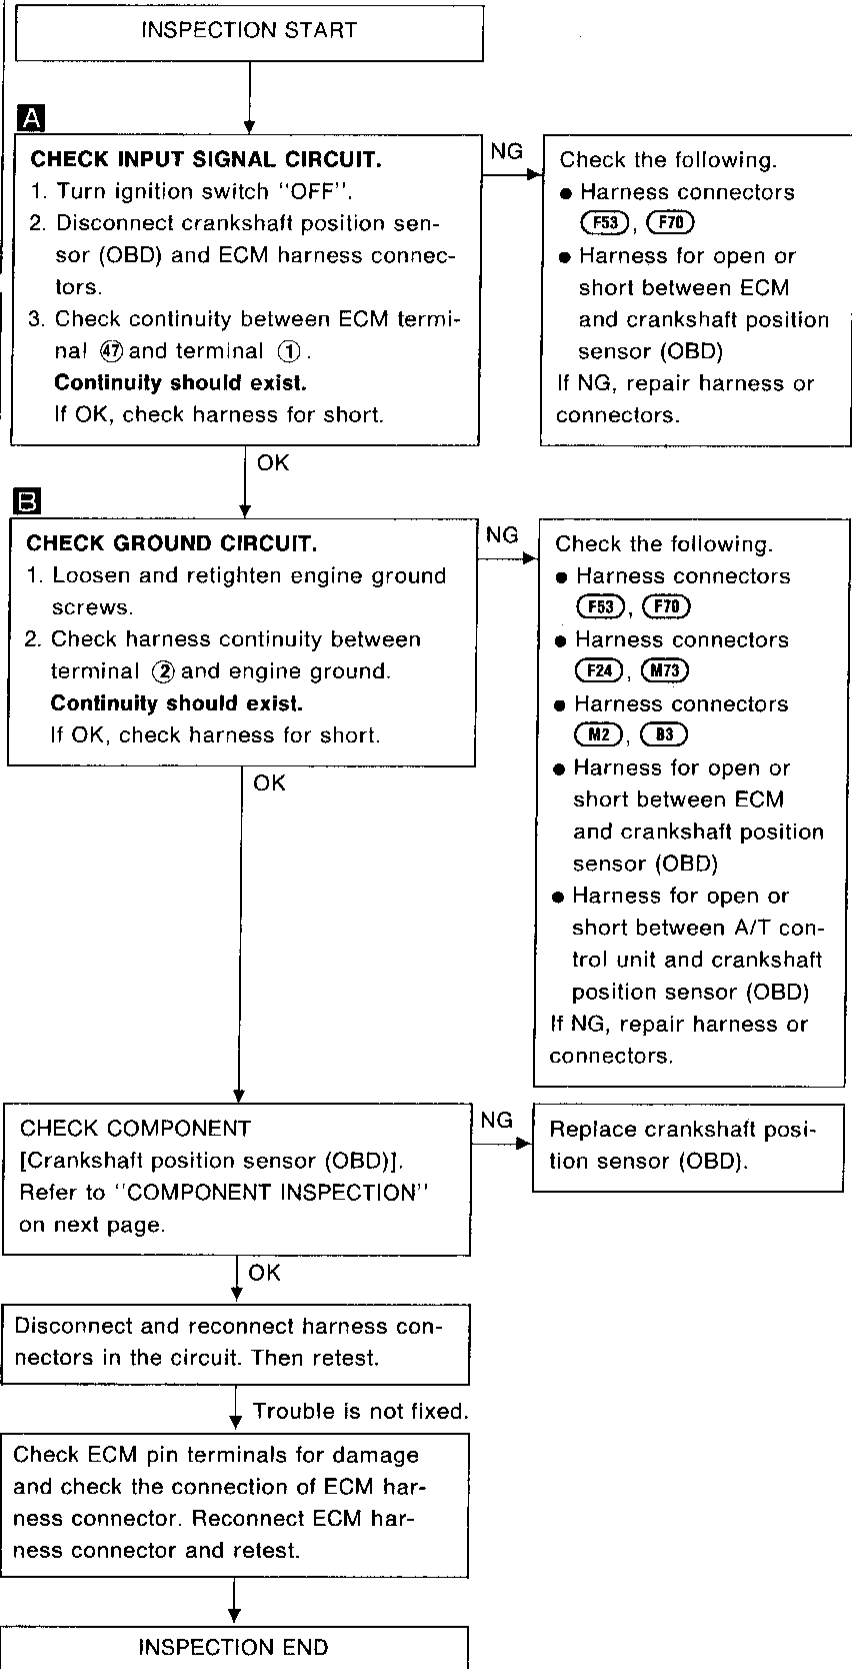 INSPECTION START
A
CHECK INPUT SIGNAL CIRCUIT.
1. Turn ignition switch "OFF".
2. Disconnect crankshaft position sen-
sor (OBD) and ECM harness connec-
tors.
3. Check continuity between ECM termi-
nal 47 and terminal 1 .
Continuity should exist.
If OK, check harness for short.
NG
Check the following.
● Harness connectors
F53 , F70
● Harness for open or
short between ECM
and crankshaft position
sensor (OBD)
If NG, repair harness or
connectors.
OK
B
CHECK GROUND CIRCUIT.
1. Loosen and retighten engine ground
screws.
2. Check harness continuity between
terminal 2 and engine ground.
Continuity should exist.
If OK, check harness for short.
NG
Check the following.
● Harness connectors
F53 , F70
● Harness connectors
F24 , M73
● Harness connectors
M2 , B3
● Harness for open or
short between ECM
and crankshaft position
sensor (OBD)
● Harness for open or
short between A/T con-
trol unit and crankshaft
position sensor (OBD)
If NG, repair harness or
connectors.
OK
CHECK COMPONENT
[Crankshaft position sensor (OBD)].
Refer to "COMPONENT INSPECTION"
on next page.
NG
Replace crankshaft posi-
tion sensor (OBD).
OK
Disconnect and reconnect harness con-
nectors in the circuit. Then retest.
Trouble is not fixed.
Check ECM pin terminals for damage
and check the connection of ECM har-
ness connector. Reconnect ECM har-
ness connector and retest.
INSPECTION END